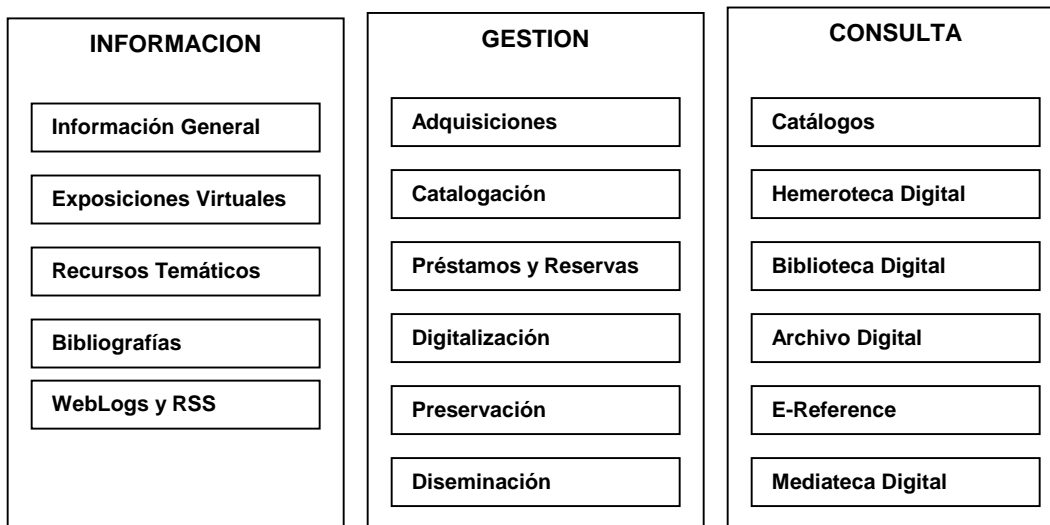 INFORMACION
Información General
Exposiciones Virtuales
Recursos Temáticos
Bibliografías
WebLogs y RSS
GESTION
Adquisiciones
Catalogación
Préstamos y Reservas
Digitalización
Preservación
Diseminación
CONSULTA
Catálogos
Hemeroteca Digital
Biblioteca Digital
Archivo Digital
E-Reference
Mediateca Digital